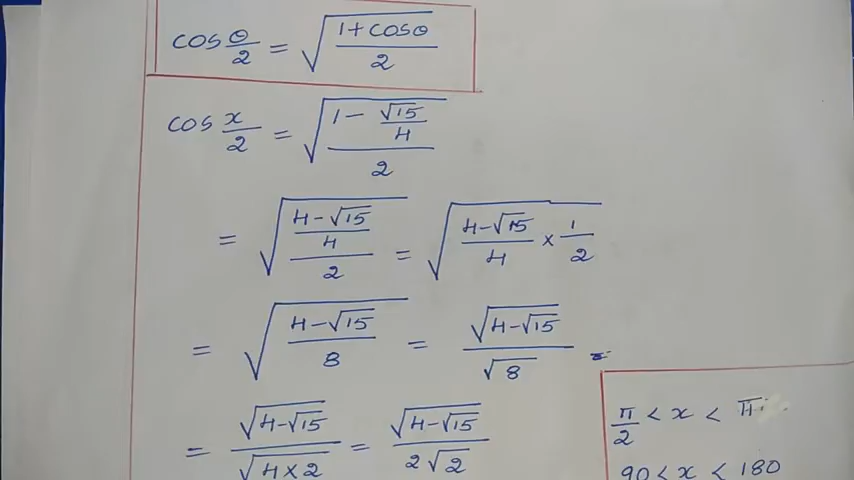 cos θ/2 = √((1+cosθ)/2)
cos x/2 = √((1 - √15/4)/2)
= √(((4-√15)/4)/2) = √((4-√15)/4 × 1/2)
= √((4-√15)/8) = √(4-√15)/√8 =
= √(4-√15)/√(4×2) = √(4-√15)/(2√2)
π/2 < x < π
90 < x < 180